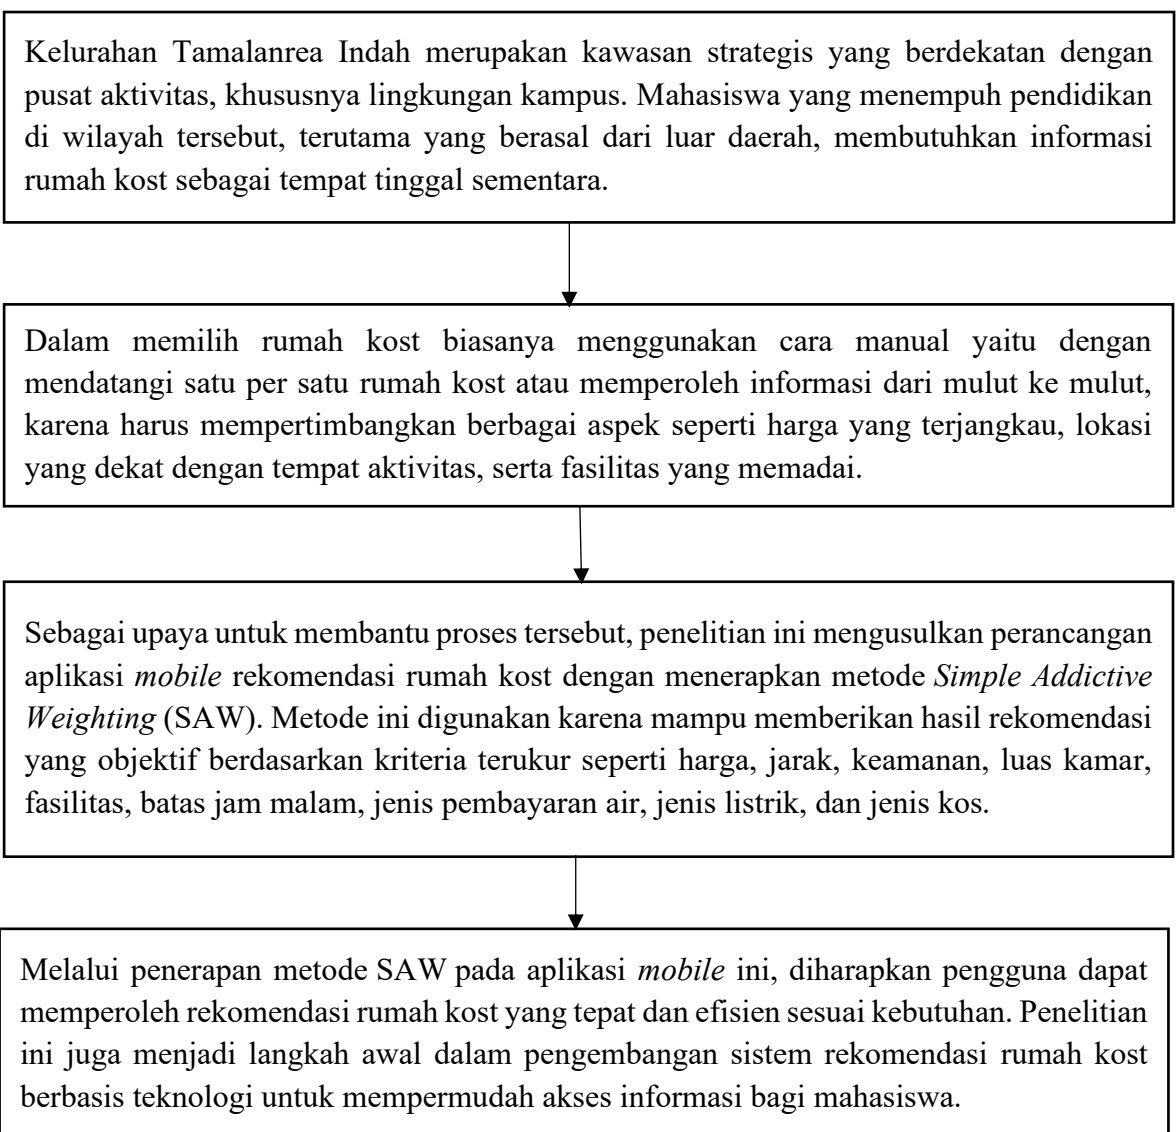 Kelurahan Tamalanrea Indah merupakan kawasan strategis yang berdekatan dengan
pusat aktivitas, khususnya lingkungan kampus. Mahasiswa yang menempuh pendidikan
di wilayah tersebut, terutama yang berasal dari luar daerah, membutuhkan informasi
rumah kost sebagai tempat tinggal sementara.
Dalam memilih rumah kost biasanya menggunakan cara manual yaitu dengan
mendatangi satu per satu rumah kost atau memperoleh informasi dari mulut ke mulut,
karena harus mempertimbangkan berbagai aspek seperti harga yang terjangkau, lokasi
yang dekat dengan tempat aktivitas, serta fasilitas yang memadai.
Sebagai upaya untuk membantu proses tersebut, penelitian ini mengusulkan perancangan
aplikasi mobile rekomendasi rumah kost dengan menerapkan metode Simple Addictive
Weighting (SAW). Metode ini digunakan karena mampu memberikan hasil rekomendasi
yang objektif berdasarkan kriteria terukur seperti harga, jarak, keamanan, luas kamar,
fasilitas, batas jam malam, jenis pembayaran air, jenis listrik, dan jenis kos.
Melalui penerapan metode SAW pada aplikasi mobile ini, diharapkan pengguna dapat
memperoleh rekomendasi rumah kost yang tepat dan efisien sesuai kebutuhan. Penelitian
ini juga menjadi langkah awal dalam pengembangan sistem rekomendasi rumah kost
berbasis teknologi untuk mempermudah akses informasi bagi mahasiswa.